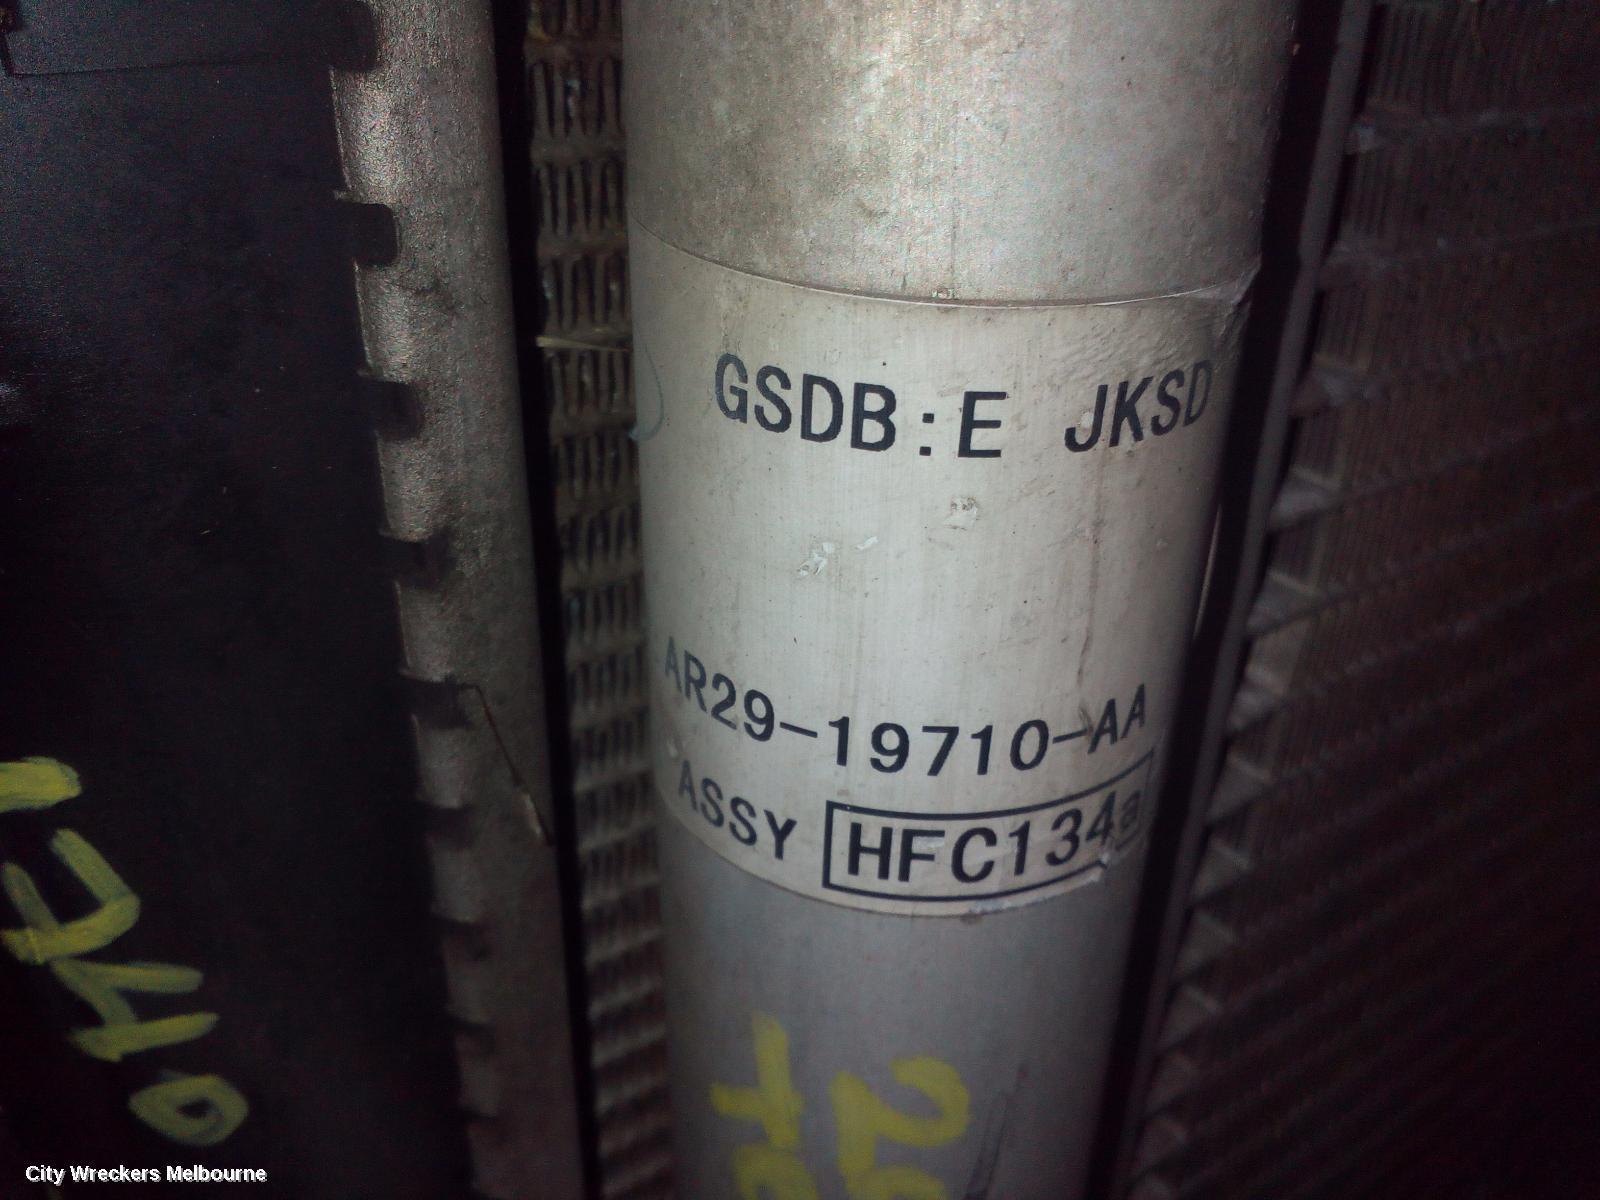 GSDB:E JKSD
AR29-19710-AA
ASSY HFC134a
City Wreckers Melbourne